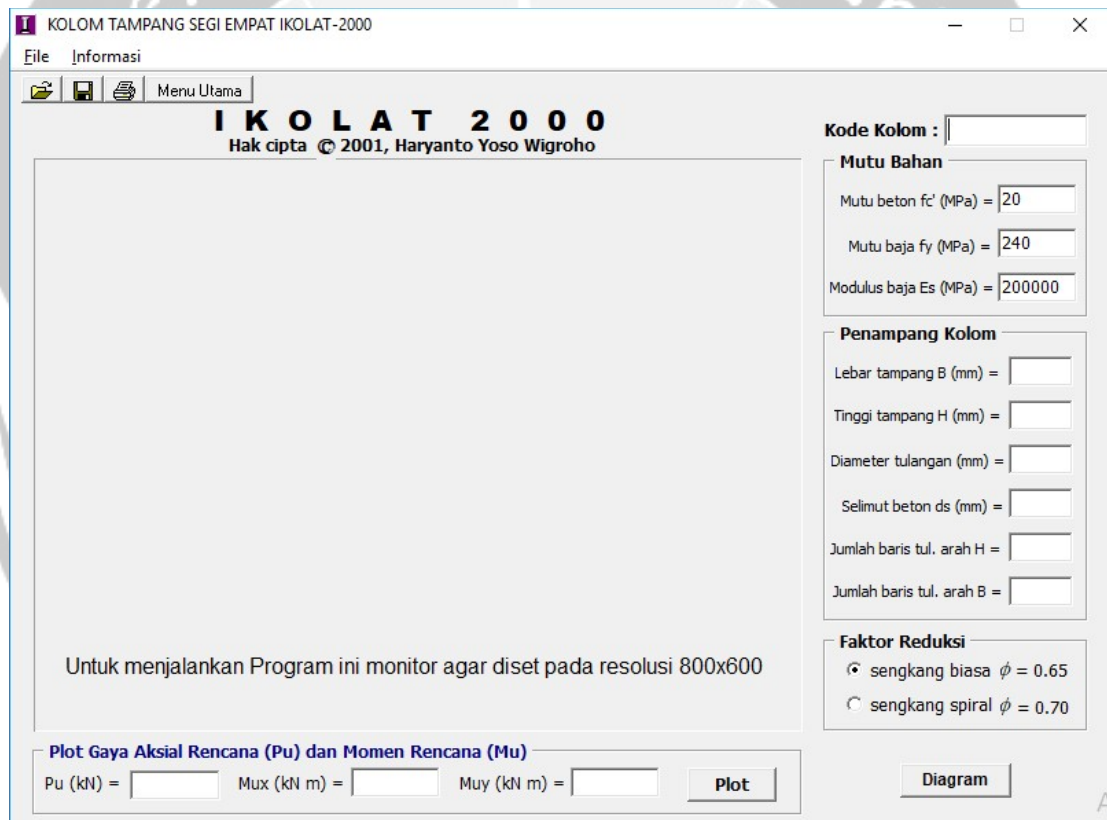 KOLOM TAMPANG SEGI EMPAT IKOLAT-2000
File Informasi
Menu Utama
I K O L A T 2 0 0 0
Hak cipta © 2001, Haryanto Yoso Wigroho
Kode Kolom :
Mutu Bahan
Mutu beton fc' (MPa) = 20
Mutu baja fy (MPa) = 240
Modulus baja Es (MPa) = 200000
Penampang Kolom
Lebar tampang B (mm) =
Tinggi tampang H (mm) =
Diameter tulangan (mm) =
Selimut beton ds (mm) =
Jumlah baris tul. arah H =
Jumlah baris tul. arah B =
Untuk menjalankan Program ini monitor agar diset pada resolusi 800x600
Faktor Reduksi
sengkang biasa ϕ = 0.65
sengkang spiral ϕ = 0.70
Plot Gaya Aksial Rencana (Pu) dan Momen Rencana (Mu)
Pu (kN) = Mux (kN m) = Muy (kN m) = Plot
Diagram